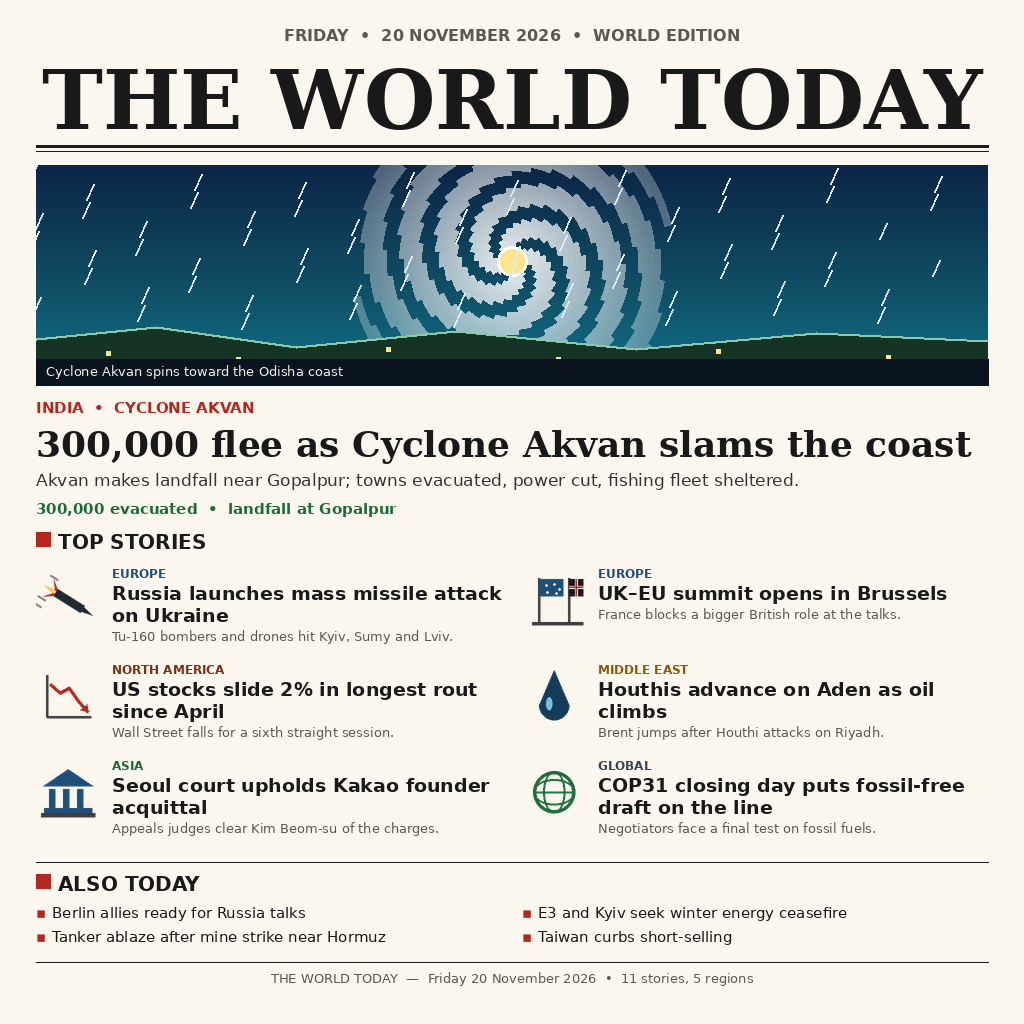 FRIDAY • 20 NOVEMBER 2026 • WORLD EDITION
THE WORLD TODAY
Cyclone Akvan spins toward the Odisha coast
INDIA • CYCLONE AKVAN
300,000 flee as Cyclone Akvan slams the coast
Akvan makes landfall near Gopalpur; towns evacuated, power cut, fishing fleet sheltered.
300,000 evacuated • landfall at Gopalpur
TOP STORIES
EUROPE
Russia launches mass missile attack
on Ukraine
Tu-160 bombers and drones hit Kyiv, Sumy and Lviv.
EUROPE
UK–EU summit opens in Brussels
France blocks a bigger British role at the talks.
NORTH AMERICA
US stocks slide 2% in longest rout
since April
Wall Street falls for a sixth straight session.
MIDDLE EAST
Houthis advance on Aden as oil
climbs
Brent jumps after Houthi attacks on Riyadh.
ASIA
Seoul court upholds Kakao founder
acquittal
Appeals judges clear Kim Beom-su of the charges.
GLOBAL
COP31 closing day puts fossil-free
draft on the line
Negotiators face a final test on fossil fuels.
ALSO TODAY
Berlin allies ready for Russia talks
E3 and Kyiv seek winter energy ceasefire
Tanker ablaze after mine strike near Hormuz
Taiwan curbs short-selling
THE WORLD TODAY — Friday 20 November 2026 • 11 stories, 5 regions